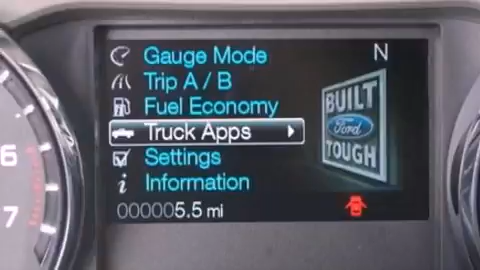 Gauge Mode
N
Trip A / B
Fuel Economy
Truck Apps
Settings
Information
000005.5 mi
BUILT
Ford
TOUGH
6
7